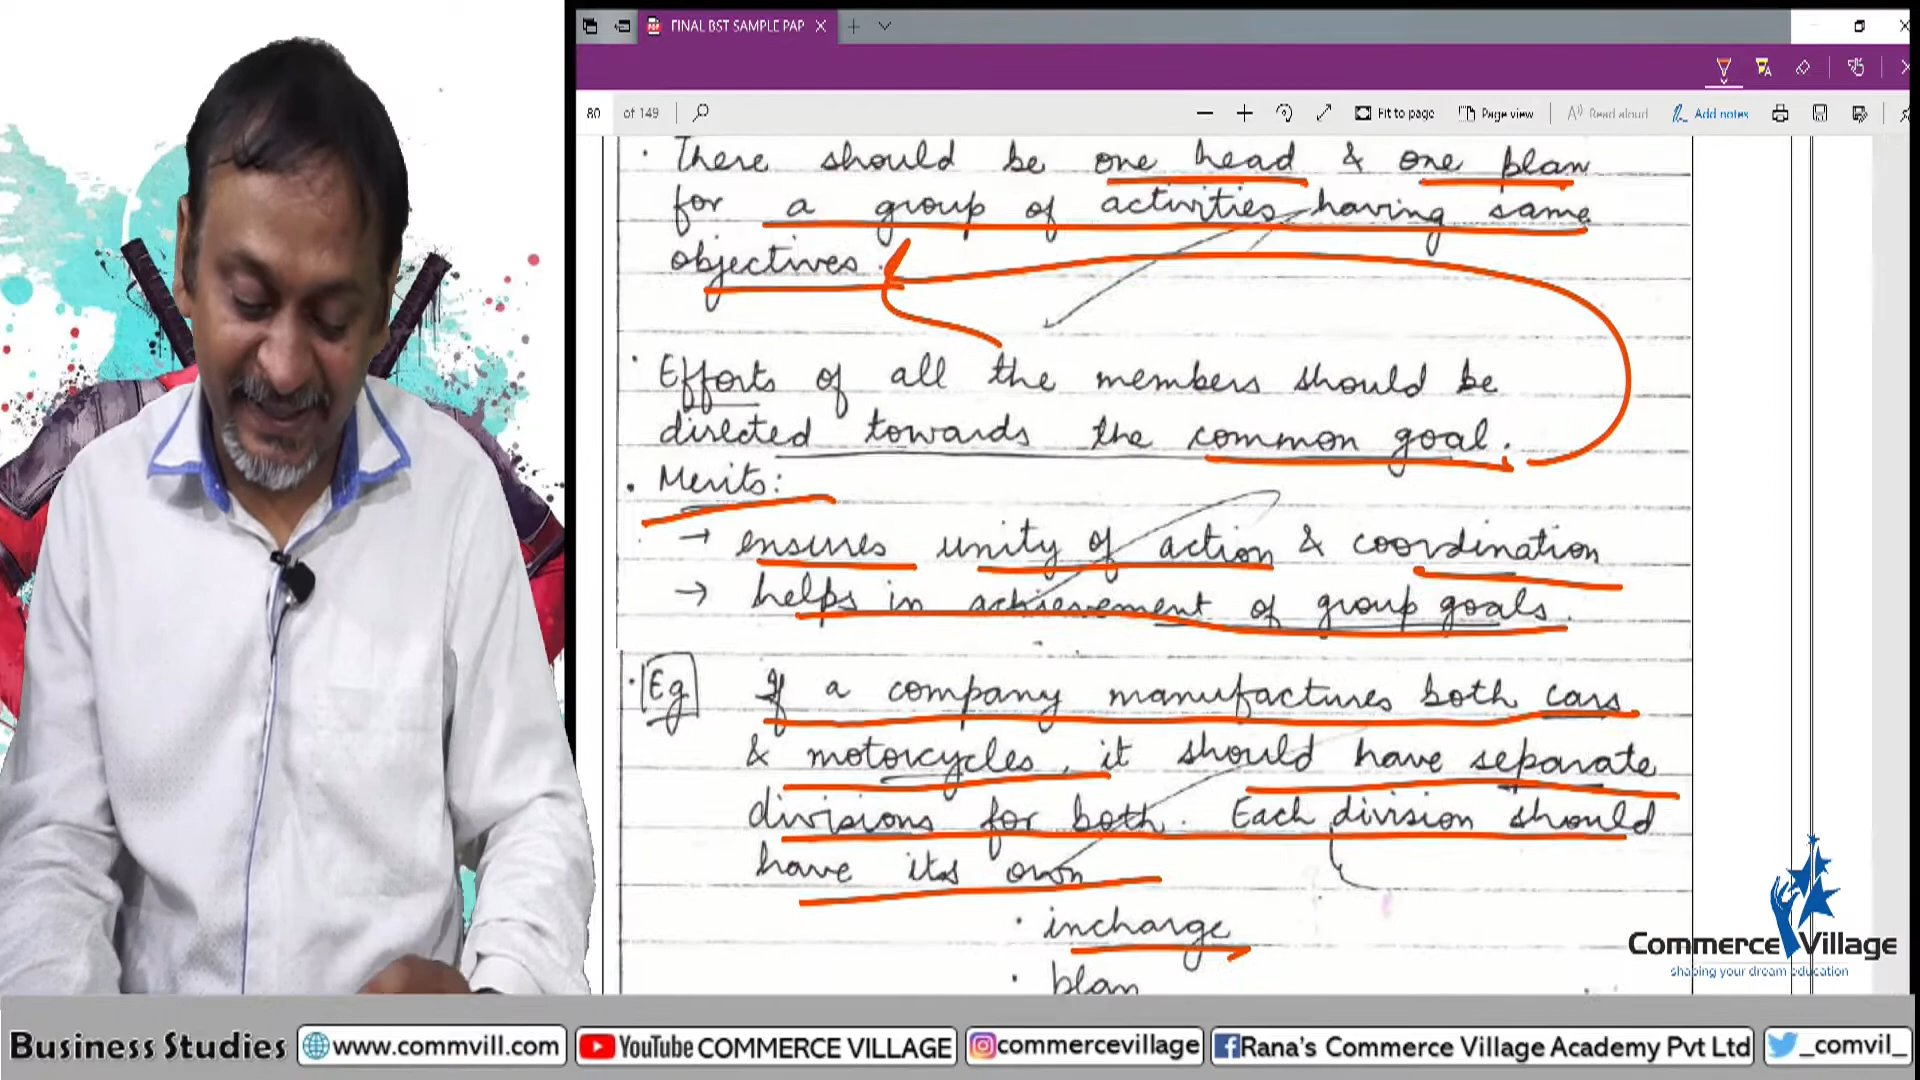 FINAL BST SAMPLE PAP
80 of 149 Fit to page Page view Read aloud Add notes
· There should be one head & one plan
for a group of activities having same
objectives.
· Efforts of all the members should be
directed towards the common goal.
· Merits:
→ ensures unity of action & coordination
→ helps in achievement of group goals.
· Eg If a company manufactures both cars
& motorcycles, it should have separate
divisions for both. Each division should
have its own
· incharge
· plan
Commerce Village
shaping your dream education
Business Studies www.commvill.com YouTube COMMERCE VILLAGE commercevillage Rana's Commerce Village Academy Pvt Ltd _comvil_